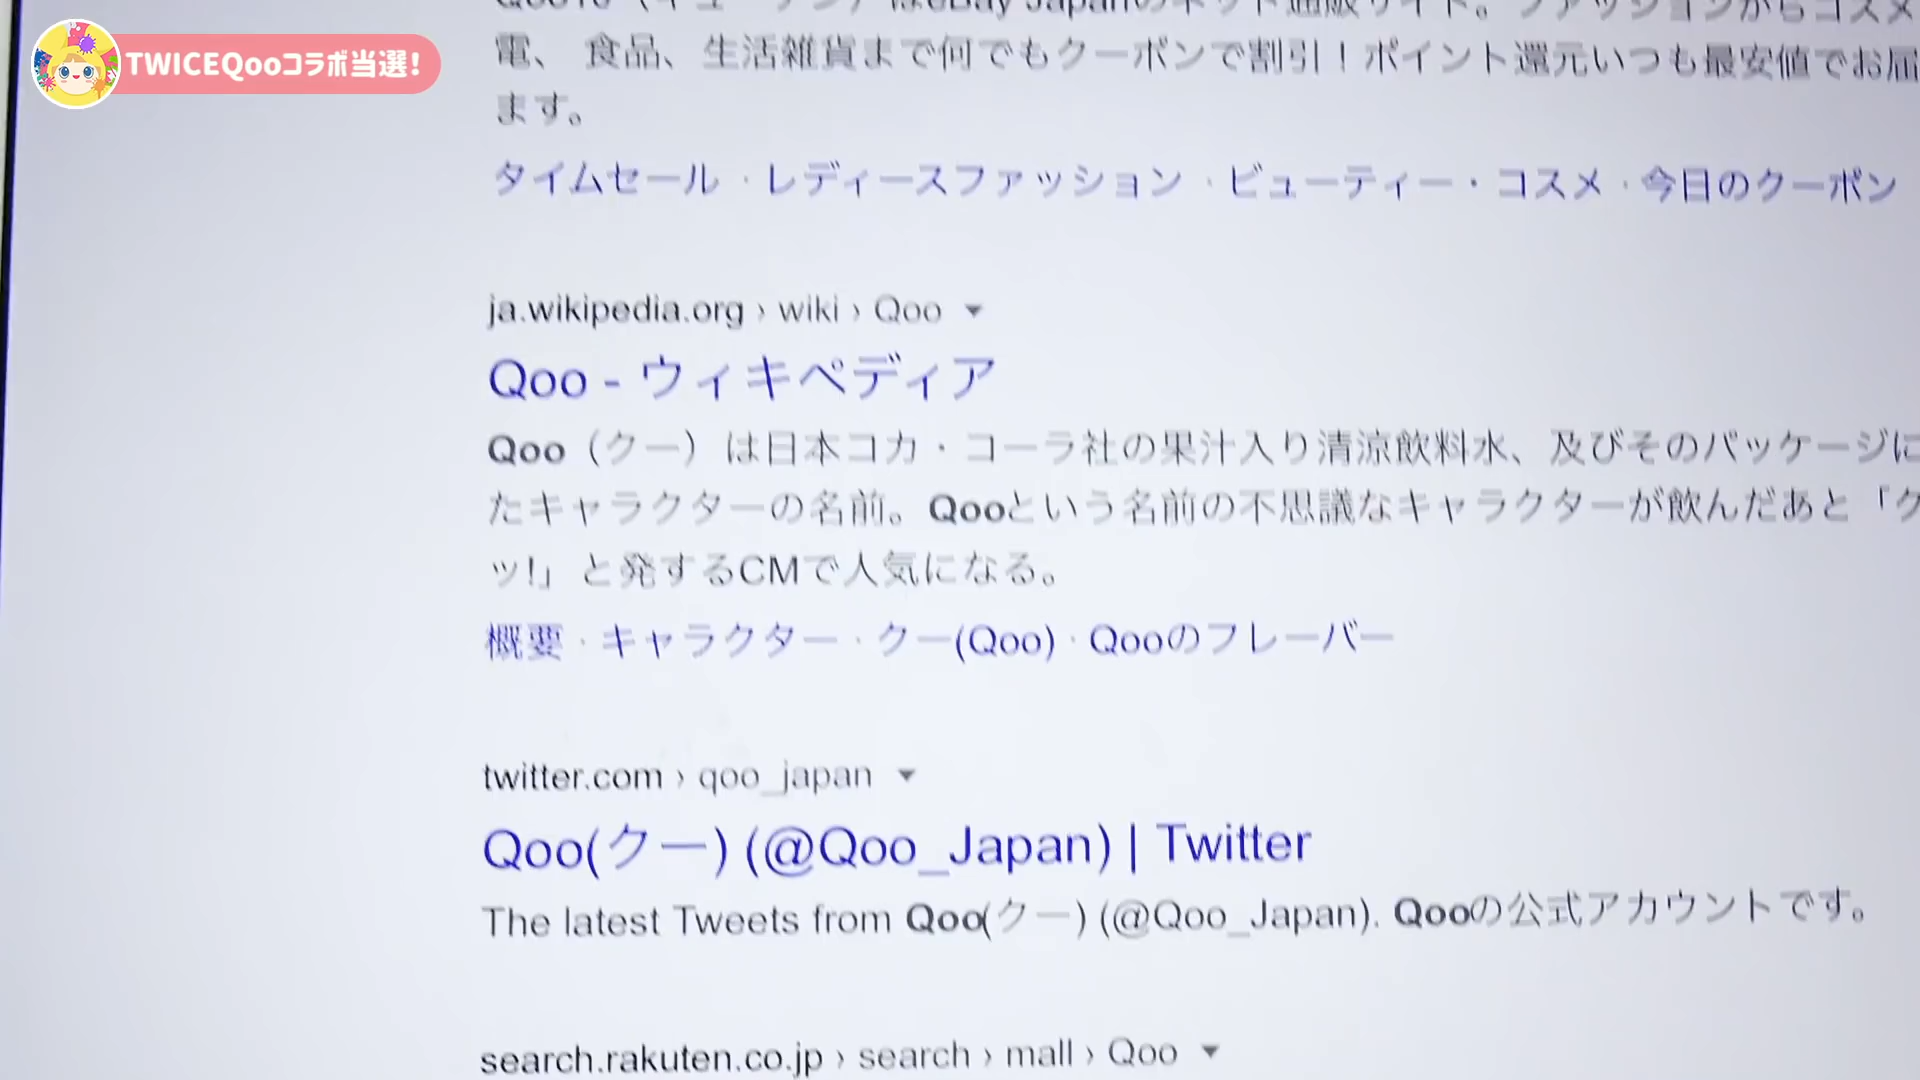 TWICEQooコラボ当選!
電、 食品、生活雑貨まで何でもクーポンで割引！ポイント還元いつも最安値でお届
ます。
タイムセール · レディースファッション · ビューティー・コスメ · 今日のクーポン
ja.wikipedia.org › wiki › Qoo
Qoo - ウィキペディア
Qoo（クー）は日本コカ・コーラ社の果汁入り清涼飲料水、及びそのパッケージに
たキャラクターの名前。Qooという名前の不思議なキャラクターが飲んだあと「ク
ッ!」と発するCMで人気になる。
概要 · キャラクター · クー(Qoo) · Qooのフレーバー
twitter.com › qoo_japan
Qoo(クー) (@Qoo_Japan) | Twitter
The latest Tweets from Qoo(クー) (@Qoo_Japan). Qooの公式アカウントです。
search.rakuten.co.jp › search › mall › Qoo